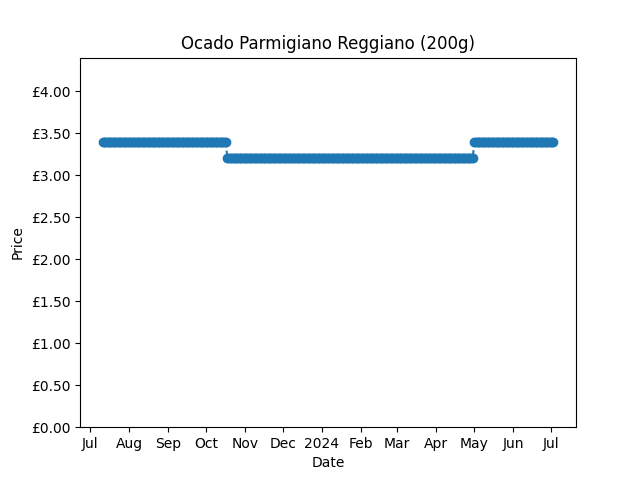 Ocado Parmigiano Reggiano (200g)
£4.00
£3.50
£3.00
£2.50
£2.00
£1.50
£1.00
£0.50
£0.00
Price
Jul Aug Sep Oct Nov Dec 2024 Feb Mar Apr May Jun Jul
Date